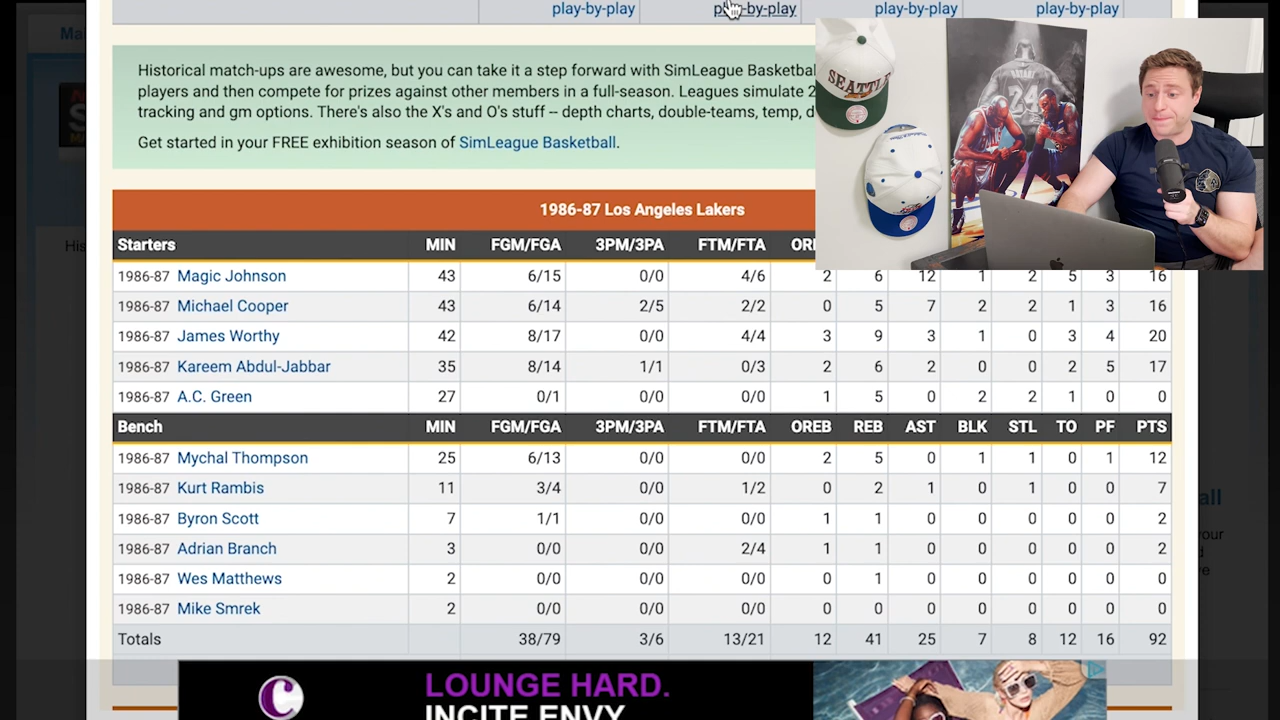 play-by-play play-by-play play-by-play play-by-play
Historical match-ups are awesome, but you can take it a step forward with SimLeague
players and then compete for prizes against other members in a full-season. Leagues simulate
tracking and gm options. There's also the X's and O's stuff -- depth charts, double-teams, temp,
Get started in your FREE exhibition season of SimLeague Basketball.
SEATTLE
24
1986-87 Los Angeles Lakers
Starters MIN FGM/FGA 3PM/3PA FTM/FTA
1986-87 Magic Johnson 43 6/15 0/0 4/6 2 6 12 1 2 5 3 16
1986-87 Michael Cooper 43 6/14 2/5 2/2 0 5 7 2 2 1 3 16
1986-87 James Worthy 42 8/17 0/0 4/4 3 9 3 1 0 3 4 20
1986-87 Kareem Abdul-Jabbar 35 8/14 1/1 0/3 2 6 2 0 0 2 5 17
1986-87 A.C. Green 27 0/1 0/0 0/0 1 5 0 2 2 1 0 0
Bench MIN FGM/FGA 3PM/3PA FTM/FTA OREB REB AST BLK STL TO PF PTS
1986-87 Mychal Thompson 25 6/13 0/0 0/0 2 5 0 1 1 0 1 12
1986-87 Kurt Rambis 11 3/4 0/0 1/2 0 2 1 0 1 0 0 7
1986-87 Byron Scott 7 1/1 0/0 0/0 1 1 0 0 0 0 0 2
1986-87 Adrian Branch 3 0/0 0/0 2/4 1 1 0 0 0 0 0 2
1986-87 Wes Matthews 2 0/0 0/0 0/0 0 1 0 0 0 0 0 0
1986-87 Mike Smrek 2 0/0 0/0 0/0 0 0 0 0 0 0 0 0
Totals 38/79 3/6 13/21 12 41 25 7 8 12 16 92
LOUNGE HARD.
INCITE ENVY